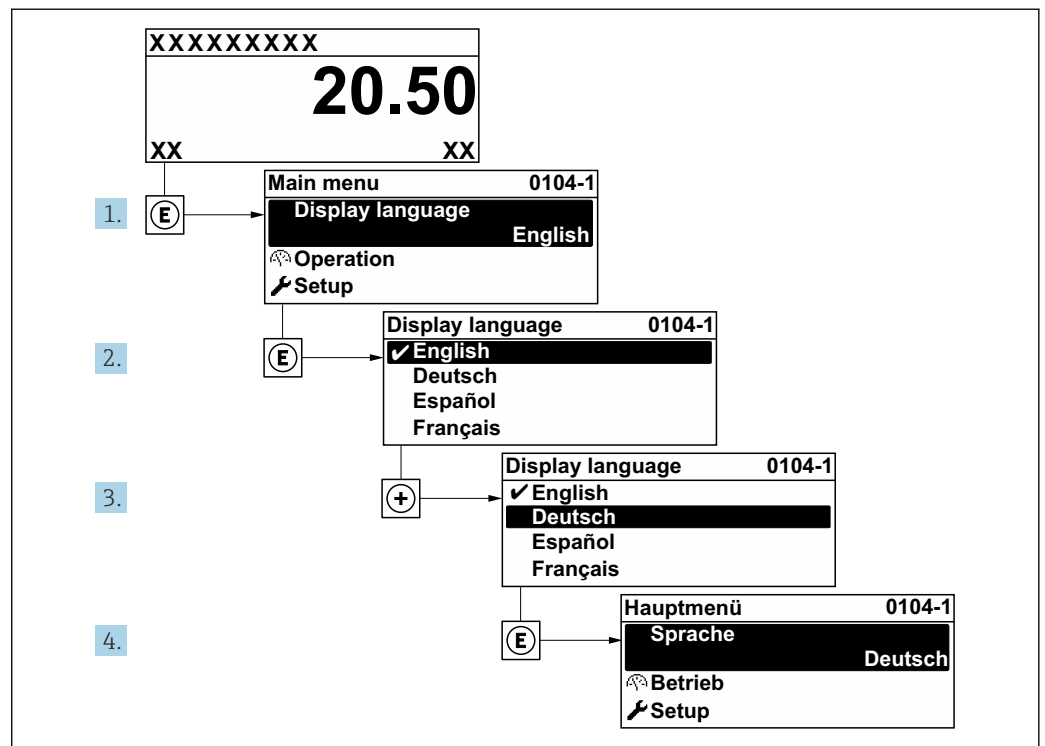 XXXXXXXXX
20.50
XX XX
1. E
Main menu 0104-1
Display language
English
Operation
Setup
2. E
Display language 0104-1
✔ English
Deutsch
Español
Français
3. +
Display language 0104-1
✔ English
Deutsch
Español
Français
4. E
Hauptmenü 0104-1
Sprache
Deutsch
Betrieb
Setup